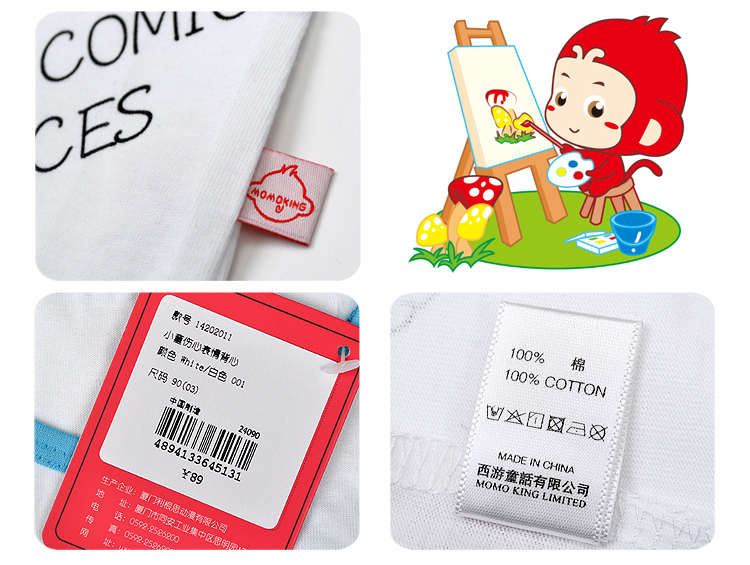 COMIC
CES
MOMOKING
款号 14202011
小童伤心表情背心
颜色 White/白色 001
尺码 90(03)
中国制造
24090
4894133645131
¥89
生产企业: 厦门利根思动漫有限公司
地 址: 厦门市同安工业集中区思明园
电 话: 0592-2526200
传 真: 0592-252690
网
100% 棉
100% COTTON
MADE IN CHINA
西游童話有限公司
MOMO KING LIMITED